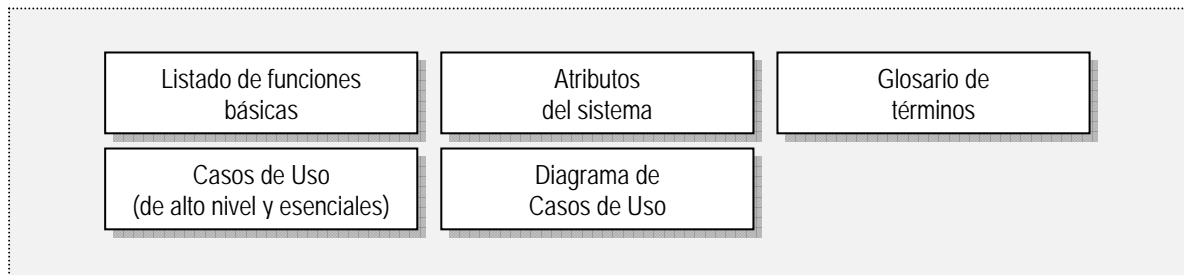 Listado de funciones
básicas
Atributos
del sistema
Glosario de
términos
Casos de Uso
(de alto nivel y esenciales)
Diagrama de
Casos de Uso